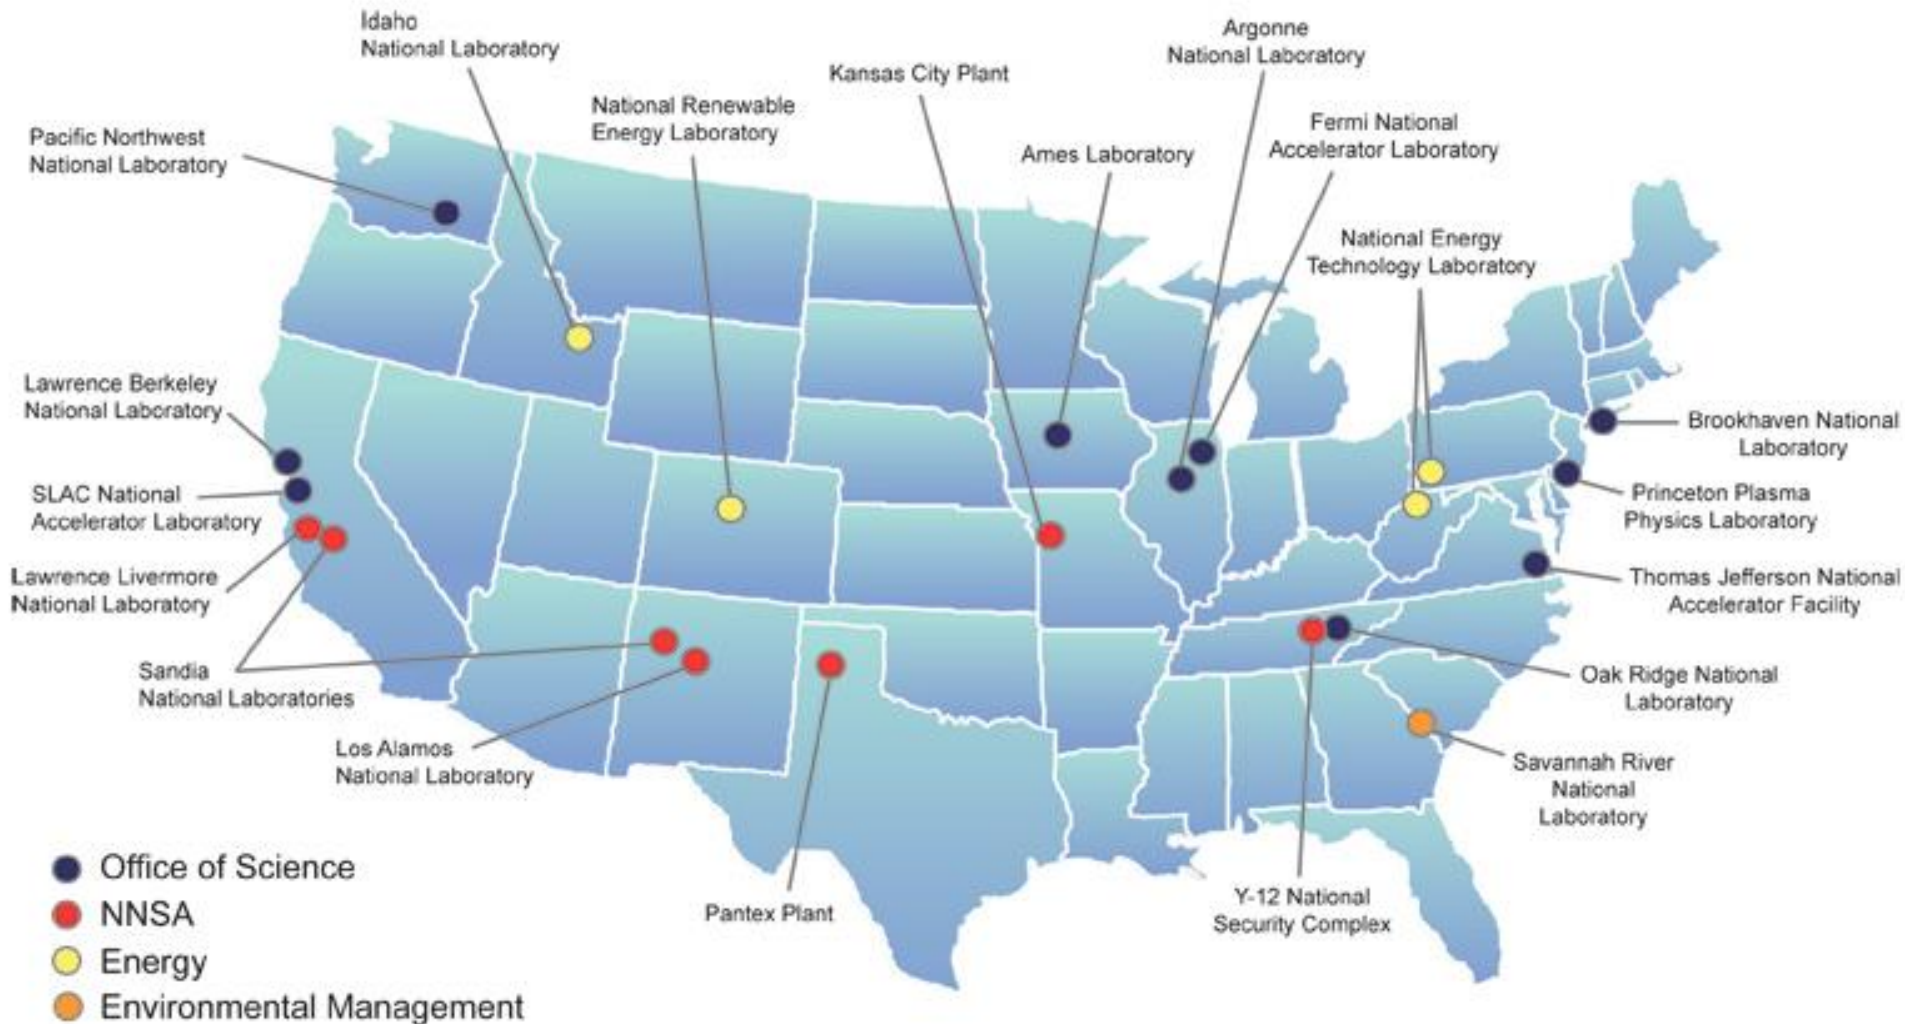 Idaho
National Laboratory
Argonne
National Laboratory
Kansas City Plant
National Renewable
Energy Laboratory
Fermi National
Accelerator Laboratory
Pacific Northwest
National Laboratory
Ames Laboratory
National Energy
Technology Laboratory
Lawrence Berkeley
National Laboratory
Brookhaven National
Laboratory
SLAC National
Accelerator Laboratory
Princeton Plasma
Physics Laboratory
Lawrence Livermore
National Laboratory
Thomas Jefferson National
Accelerator Facility
Sandia
National Laboratories
Oak Ridge National
Laboratory
Los Alamos
National Laboratory
Savannah River
National
Laboratory
Pantex Plant
Y-12 National
Security Complex
Office of Science
NNSA
Energy
Environmental Management